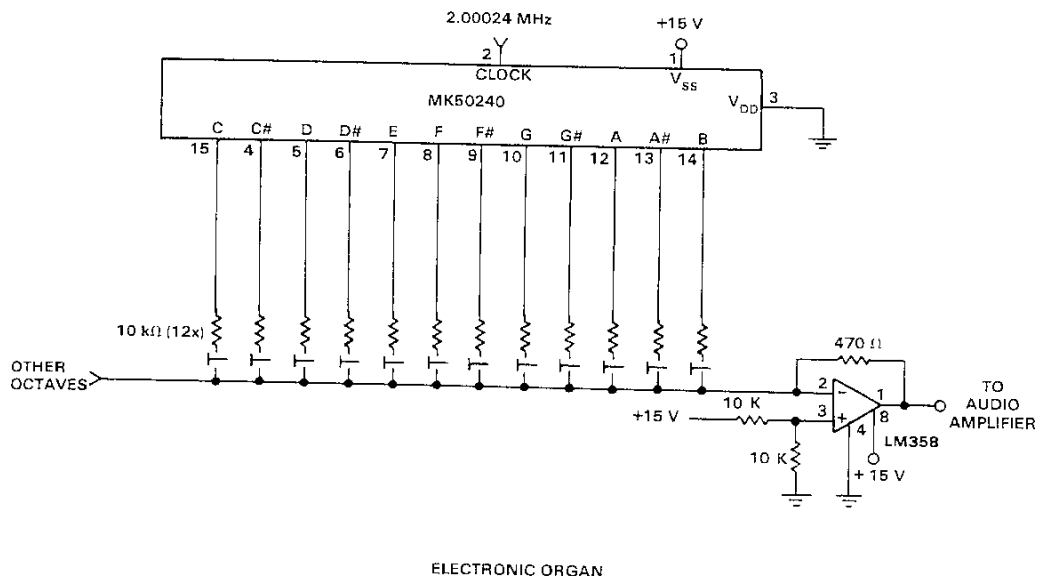 2.00024 MHz
+15 V
2
1
CLOCK
VSS
MK50240
VDD
3
C C# D D# E F F# G G# A A# B
15 4 5 6 7 8 9 10 11 12 13 14
10 kΩ (12x)
470 Ω
OTHER
OCTAVES
2
−
1
TO
AUDIO
AMPLIFIER
+15 V
10 K
3
+
8
4
LM358
10 K
+ 15 V
ELECTRONIC ORGAN